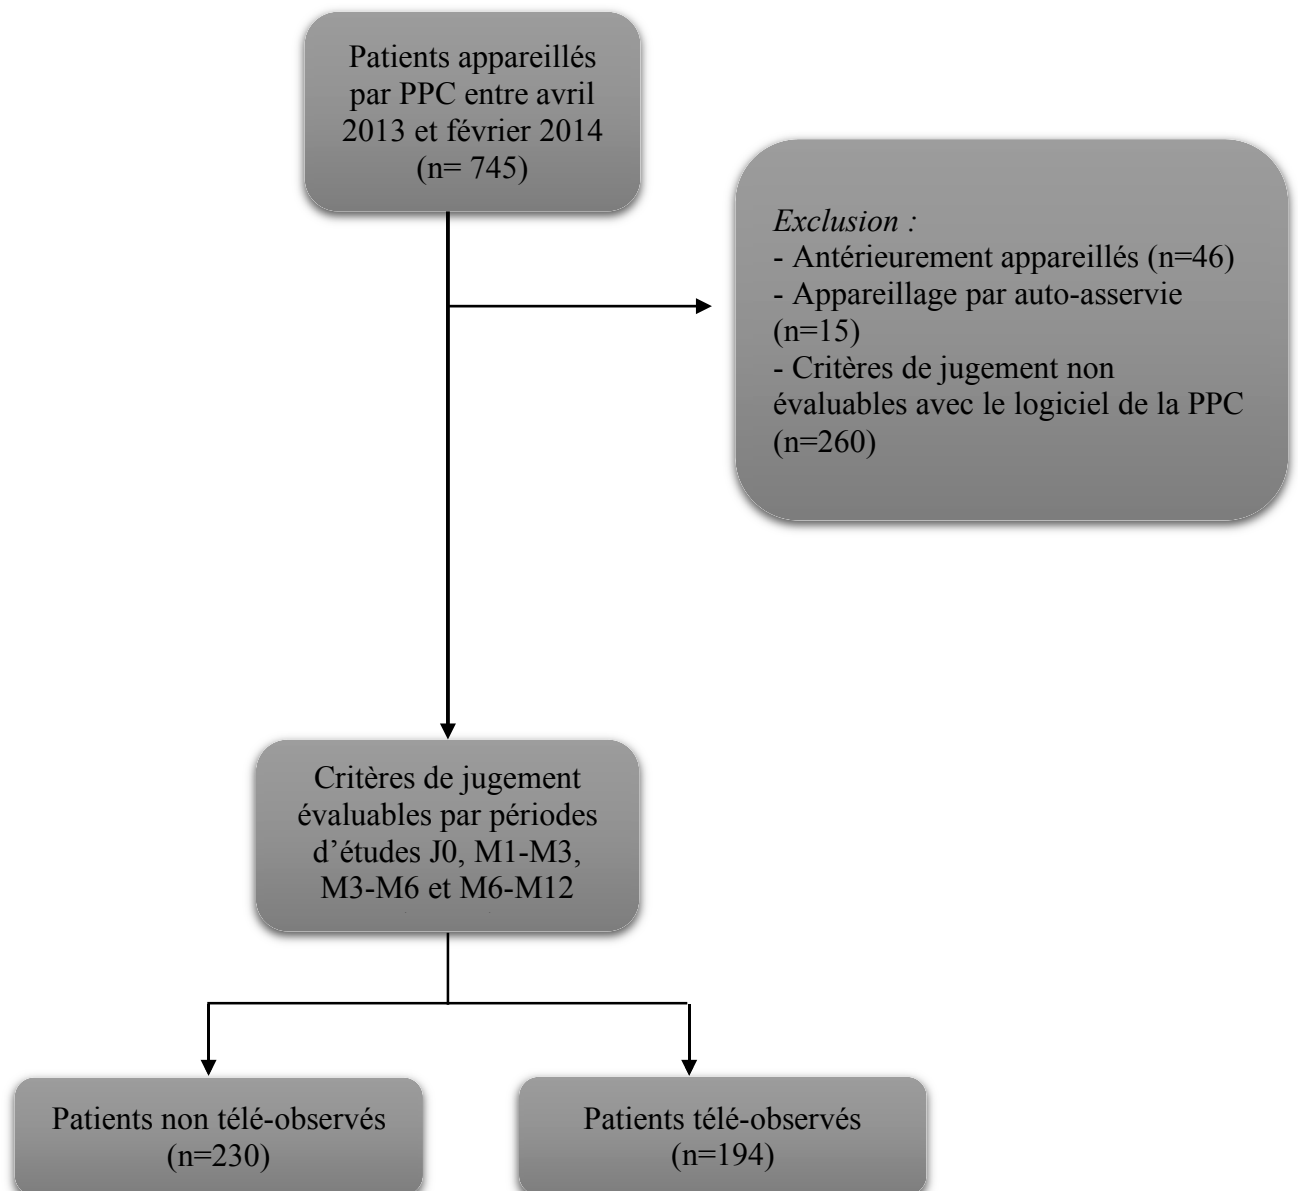 Patients appareillés
par PPC entre avril
2013 et février 2014
(n= 745)
Exclusion :
- Antérieurement appareillés (n=46)
- Appareillage par auto-asservie
(n=15)
- Critères de jugement non
évaluables avec le logiciel de la PPC
(n=260)
Critères de jugement
évaluables par périodes
d’études J0, M1-M3,
M3-M6 et M6-M12
Patients non télé-observés
(n=230)
Patients télé-observés
(n=194)